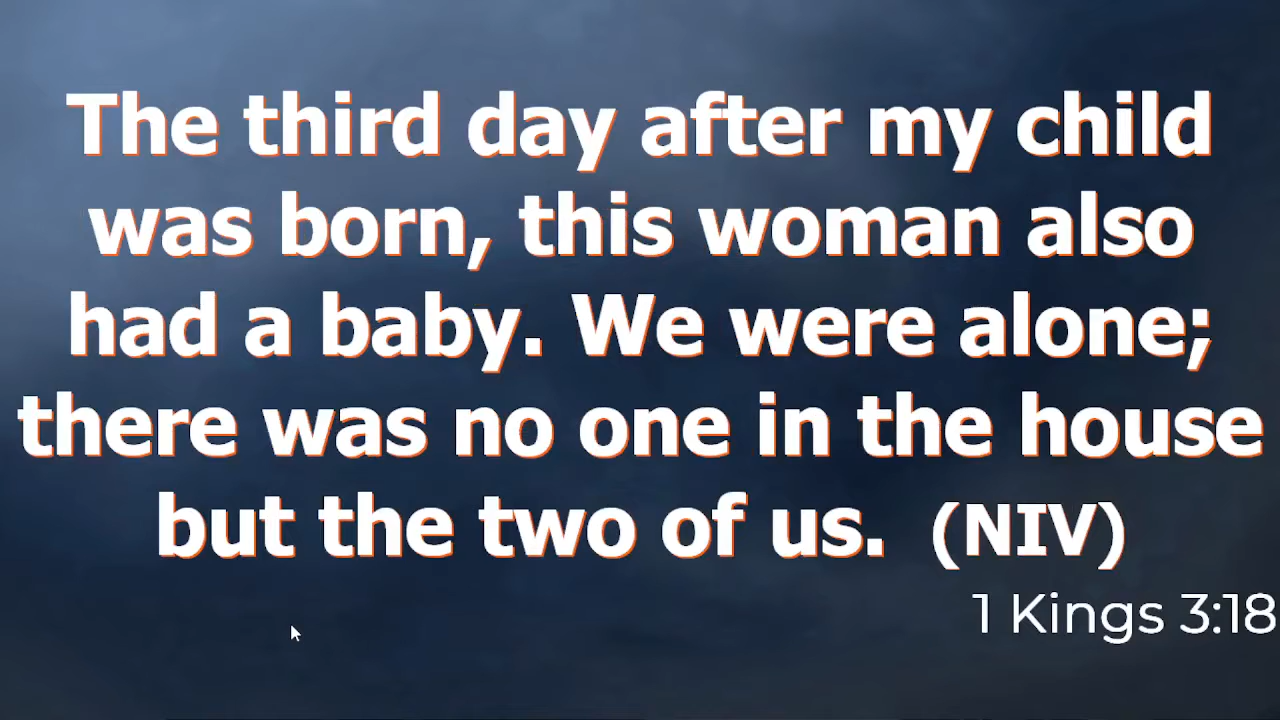 The third day after my child
was born, this woman also
had a baby. We were alone;
there was no one in the house
but the two of us. (NIV)
1 Kings 3:18